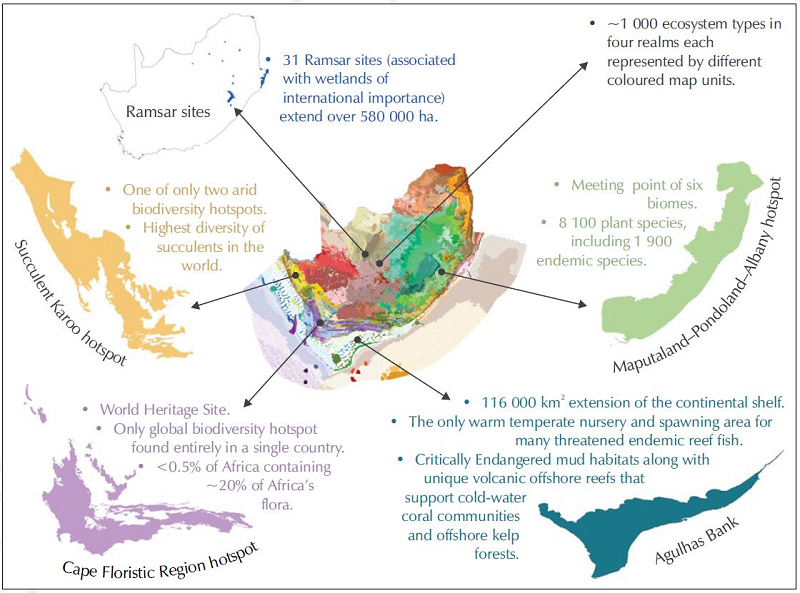 Ramsar sites
• 31 Ramsar sites (associated
with wetlands of
international importance)
extend over 580 000 ha.
• ~1 000 ecosystem types in
four realms each
represented by different
coloured map units.
• One of only two arid
biodiversity hotspots.
• Highest diversity of
succulents in the
world.
Succulent Karoo hotspot
• Meeting point of six
biomes.
• 8 100 plant species,
including 1 900
endemic species.
Maputaland–Pondoland–Albany hotspot
• World Heritage Site.
• Only global biodiversity hotspot
found entirely in a single country.
• <0.5% of Africa containing
~20% of Africa's
flora.
Cape Floristic Region hotspot
• 116 000 km² extension of the continental shelf.
• The only warm temperate nursery and spawning area for
many threatened endemic reef fish.
• Critically Endangered mud habitats along with
unique volcanic offshore reefs that
support cold-water
coral communities
and offshore kelp
forests.
Agulhas Bank